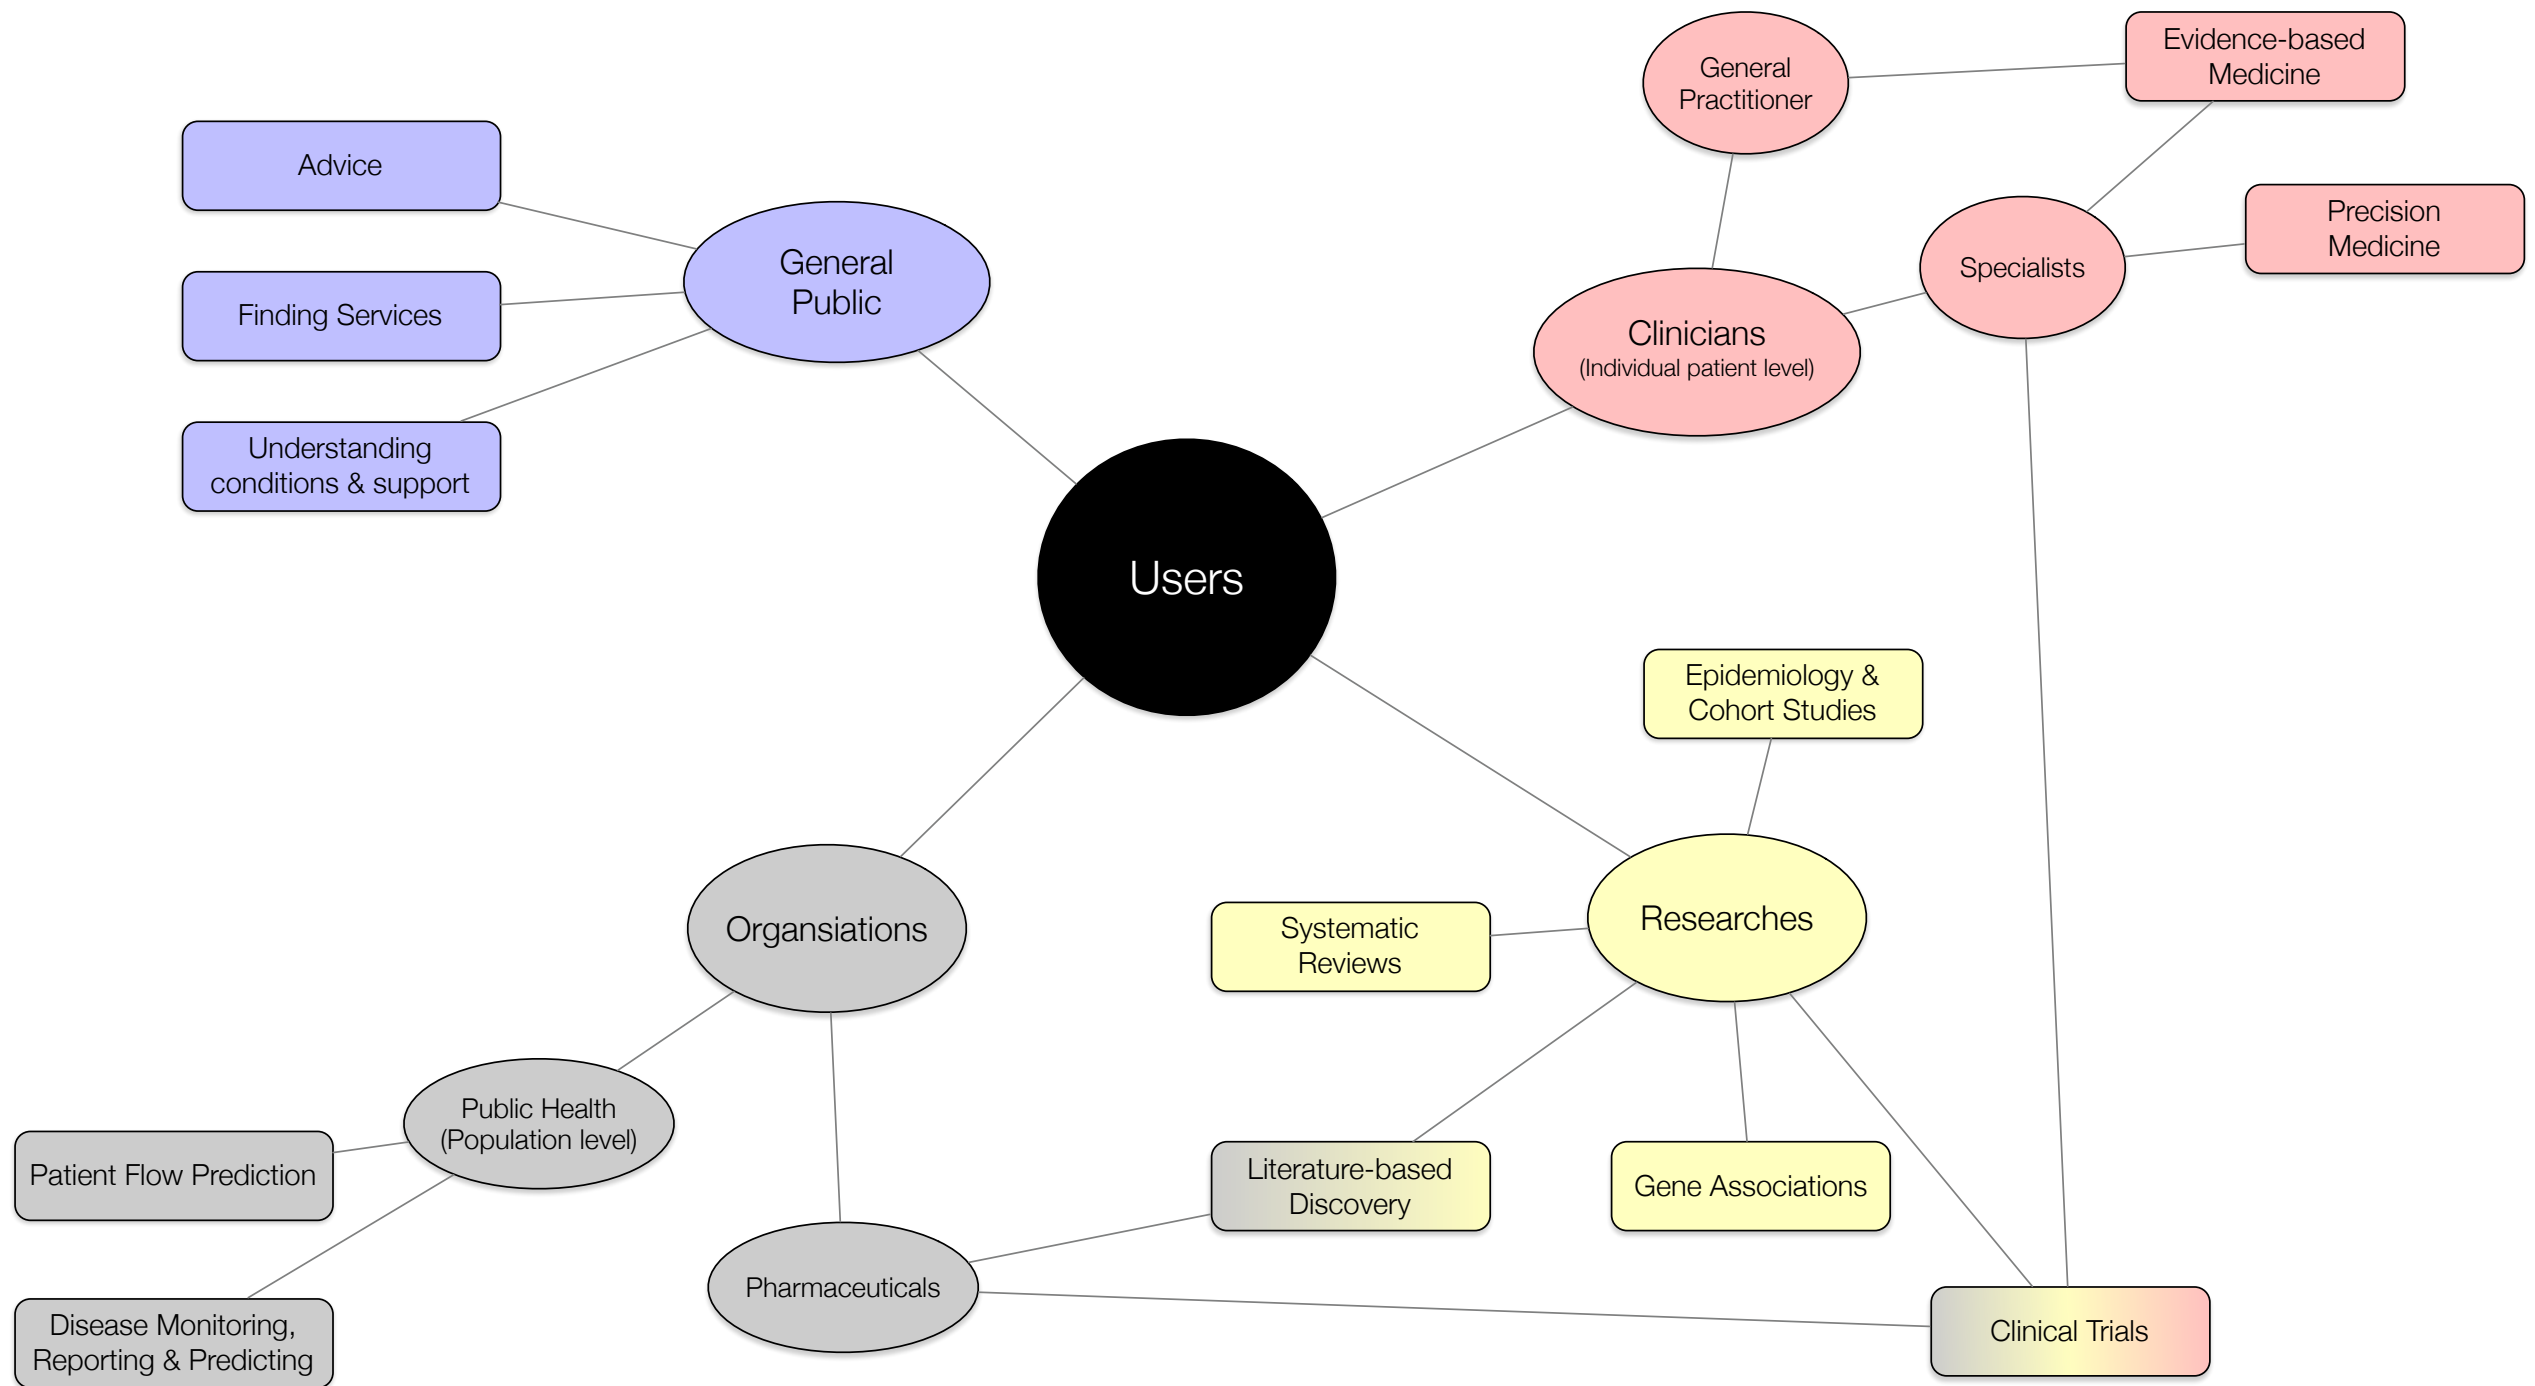 General
Practitioner
Evidence-based
Medicine
Advice
Precision
Medicine
General
Public
Specialists
Finding Services
Clinicians
(Individual patient level)
Understanding
conditions & support
Users
Epidemiology &
Cohort Studies
Organsiations
Systematic
Reviews
Researches
Public Health
(Population level)
Patient Flow Prediction
Literature-based
Discovery
Gene Associations
Pharmaceuticals
Disease Monitoring,
Reporting & Predicting
Clinical Trials